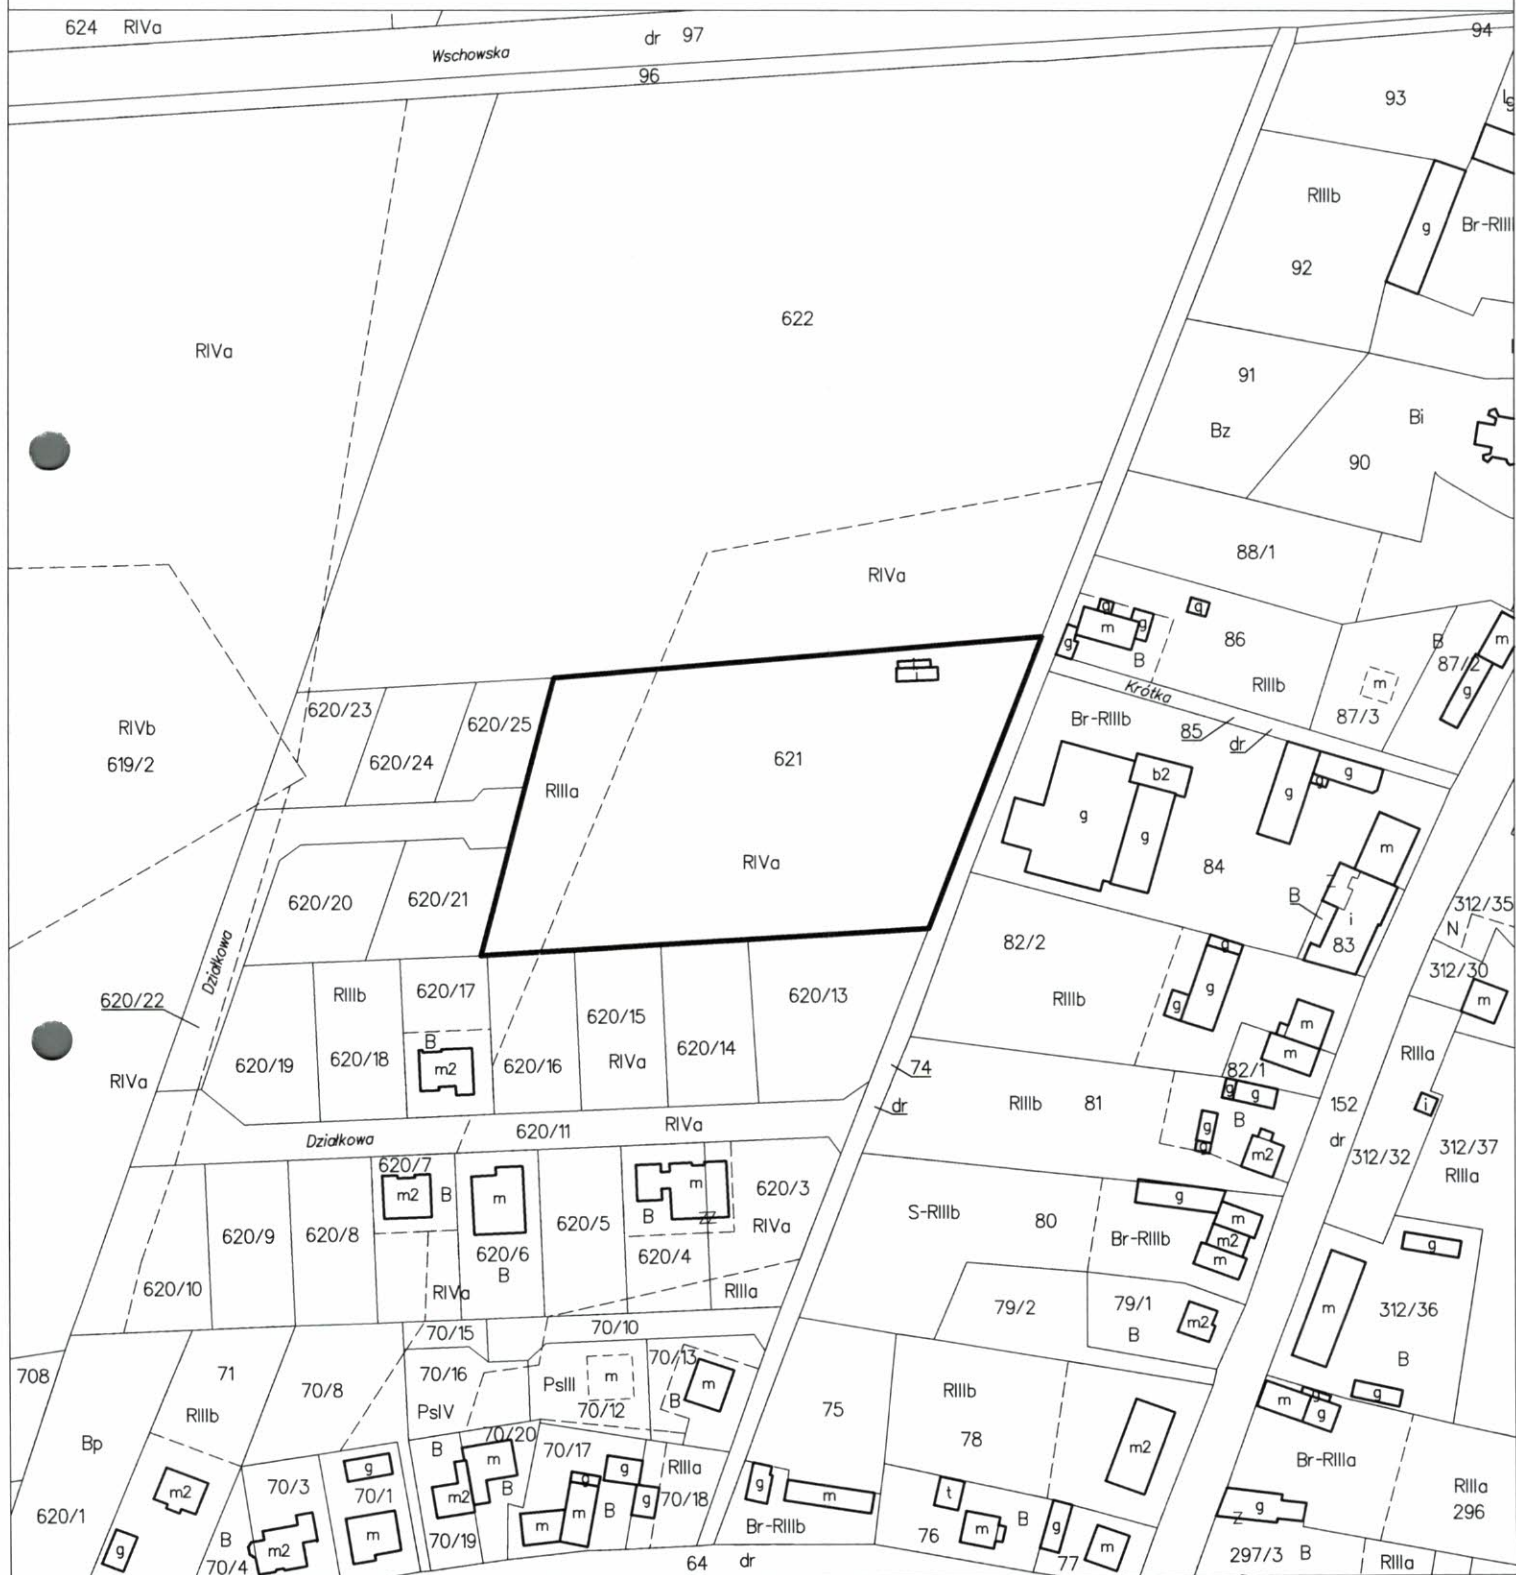 624 RIVa
dr 97
94
Wschowska
96
93
RIIIb
g
Br-RIII
92
622
RIVa
91
Bi
Bz
90
88/1
RIVa
g
g
g
m
86
B
m
g
B
87/2
620/23
RIIIb
m
g
Krótka
620/25
Br-RIIIb
87/3
RIVb
85
dr
620/24
621
619/2
b2
g
g
RIIIa
g
g
g
m
RIVa
84
B
620/21
620/20
312/35
i
N
82/2
g
83
Działkowa
312/30
620/17
RIIIb
620/13
g
m
620/22
RIIIb
g
620/15
m
B
620/14
m
RIIIa
620/18
RIVa
620/19
m2
620/16
74
82/1
RIVa
g
g
RIIIb
81
i
dr
152
B
g
RIVa
620/11
Działkowa
dr
312/37
g
m2
312/32
620/7
RIIIa
m
620/3
m2
B
m
g
S-RIIIb
80
m
B
620/5
RIVa
620/9
620/8
Br-RIIIb
m2
g
620/6
620/4
m
B
620/10
RIVa
RIIIa
79/1
79/2
m
312/36
m2
70/10
70/15
B
70/13
B
708
71
70/16
m
PsIII
m
70/8
RIIIb
m
g
g
B
g
70/12
75
PsIV
RIIIb
78
70/20
Bp
B
70/17
m2
m
Br-RIIIa
g
g
RIIIa
70/3
B
g
RIIIa
70/1
m2
g
70/18
g
m
t
m2
B
g
296
620/1
Z
m
m
B
m
76
m
g
Br-RIIIb
B
m2
70/19
g
m
70/4
64
dr
77
297/3
B
RIIIa